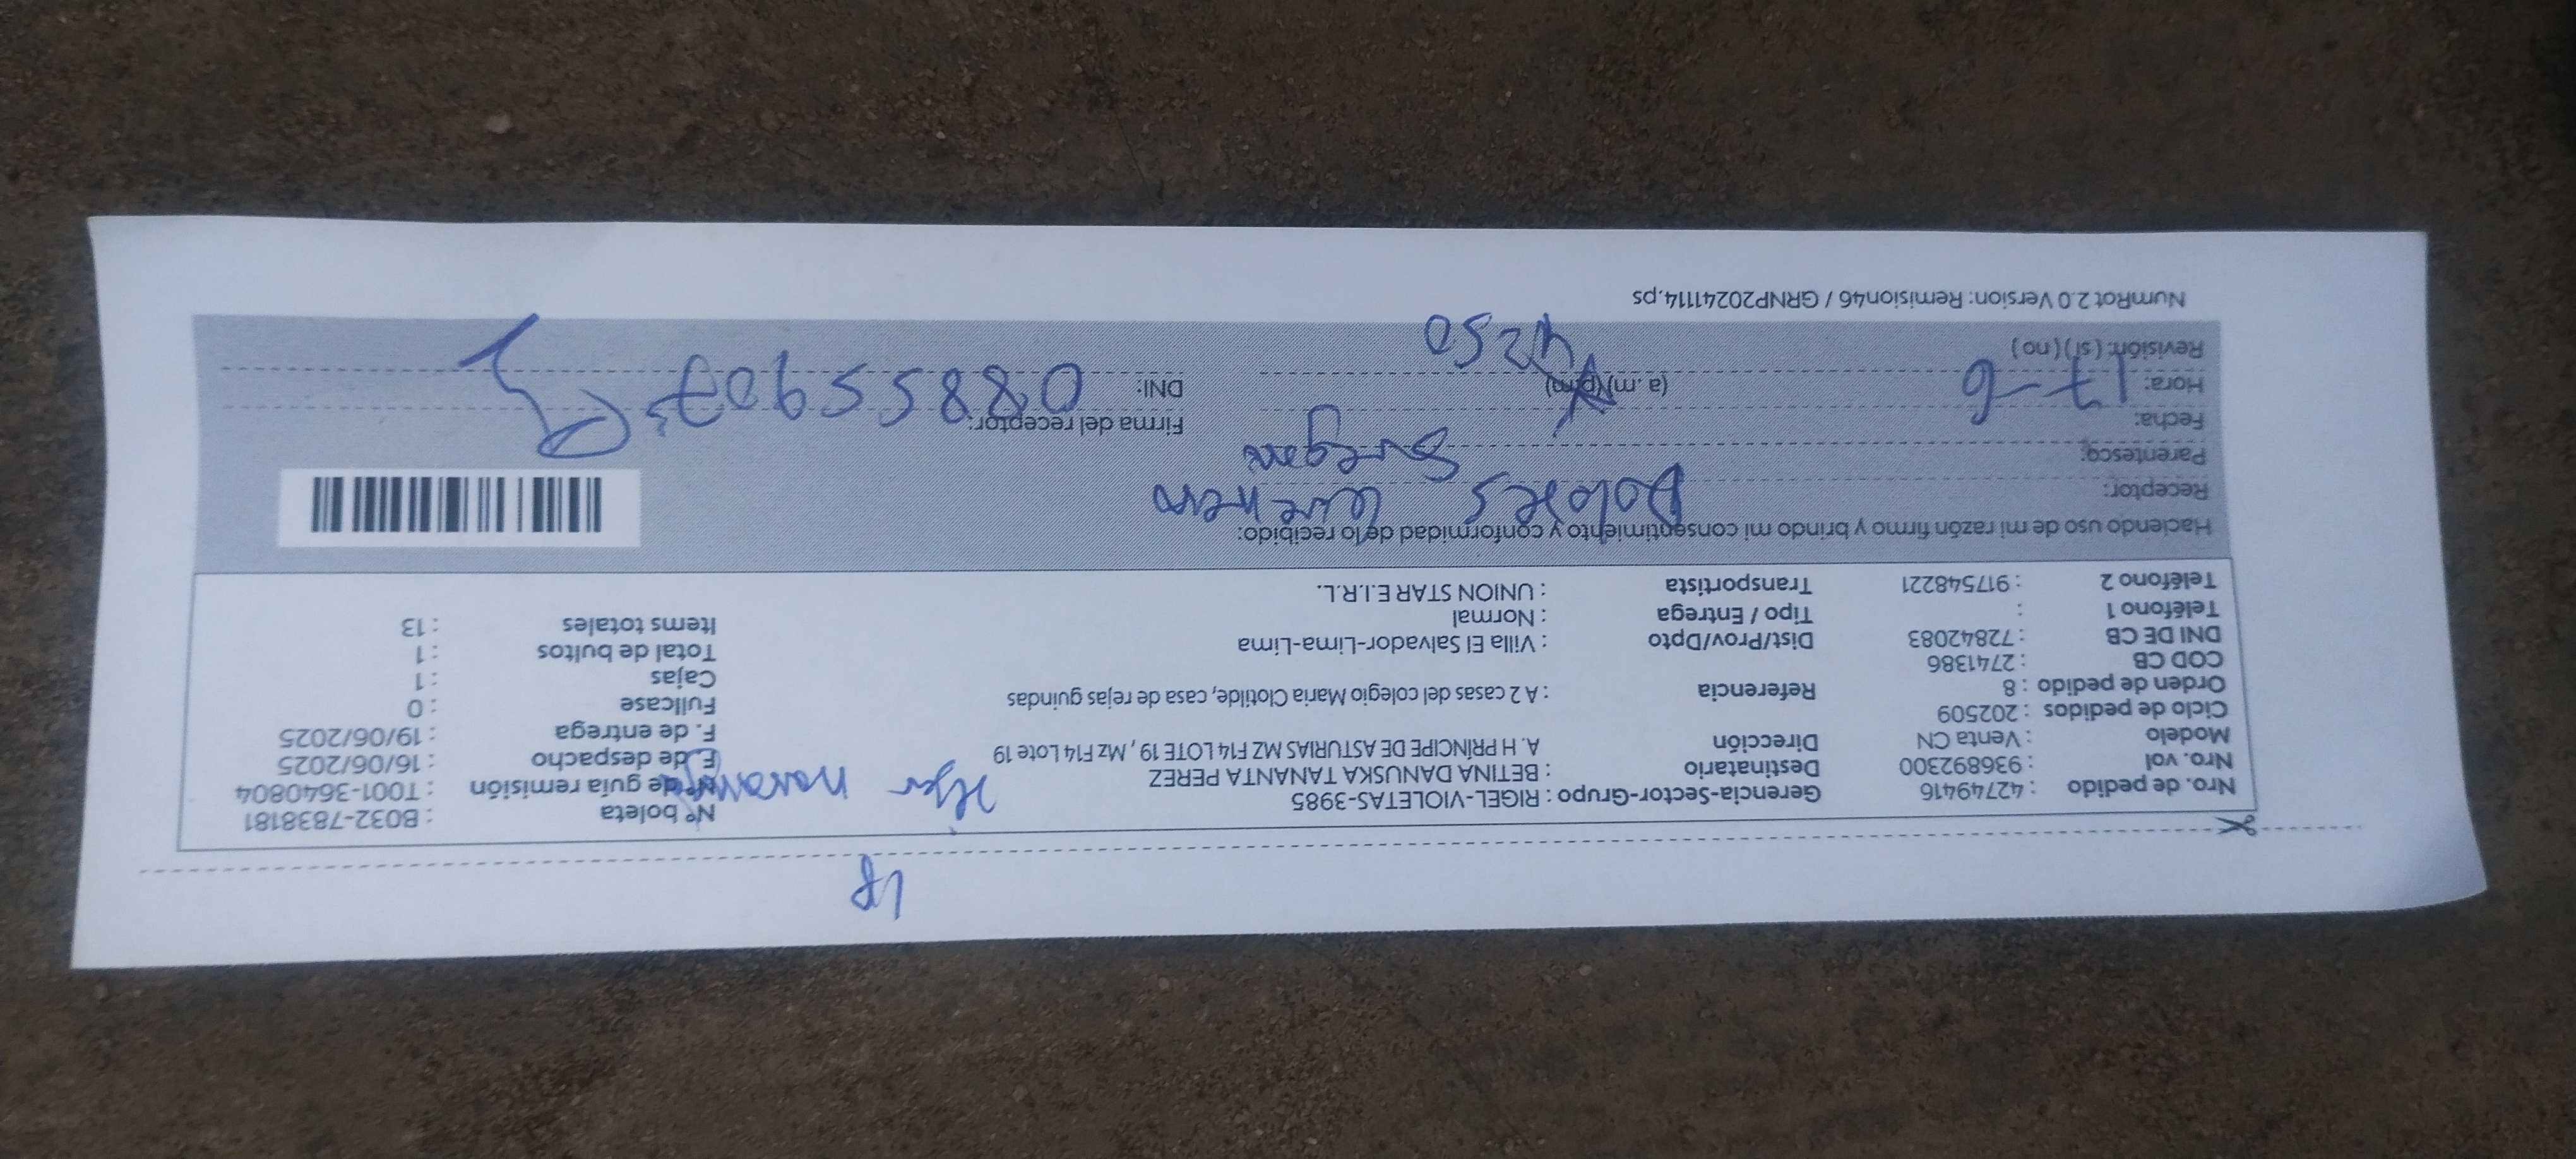 Nro. de pedido : 42749416 Gerencia-Sector-Grupo : RIGEL-VIOLETAS-3985 Nº boleta : B032-7838181
Nro. vol : 936892300 Destinatario : BETINA DANUSKA TANANTA PEREZ Nº de guía remisión : T001-3640804
Modelo : Venta CN Dirección A. H PRÍNCIPE DE ASTURIAS MZ F14 LOTE 19 , Mz F14 Lote 19 F. de despacho : 16/06/2025
Ciclo de pedidos : 202509 F. de entrega : 19/06/2025
Orden de pedido : 8 Referencia : A 2 casas del colegio Maria Clotilde, casa de rejas guindas Fullcase : 0
COD CB : 2741386 Cajas : 1
DNI DE CB : 72842083 Dist/Prov/Dpto : Villa El Salvador-Lima-Lima Total de bultos : 1
Teléfono 1 : Tipo / Entrega : Normal Items totales : 13
Teléfono 2 : 917548221 Transportista : UNION STAR E.I.R.L.
Haciendo uso de mi razón firmo y brindo mi consentimiento y conformidad de lo recibido:
Receptor: Dolores
Parentesco: Suegra
Fecha: 17-6 Firma del receptor:
Hora: (a. m) (p.m) DNI: 08855907
Revisión: ( sí ) ( no ) 4250
NumRot 2.0 Version: Remision46 / GRNP20241114.ps